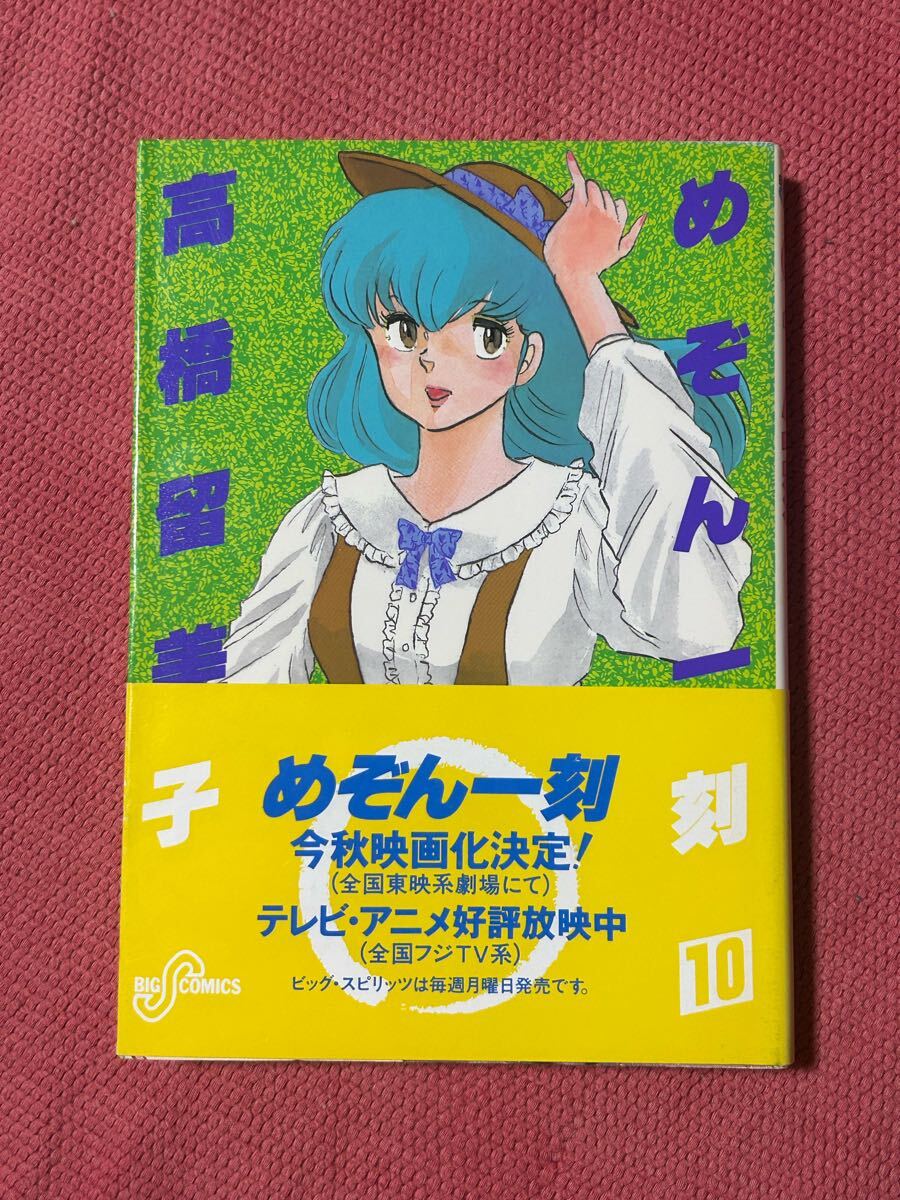 めぞん一刻
高橋留美子
めぞん一刻
今秋映画化決定!
(全国東映系劇場にて)
テレビ・アニメ好評放映中
(全国フジTV系)
ビッグ・スピリッツは毎週月曜日発売です。
BIG S COMICS
10